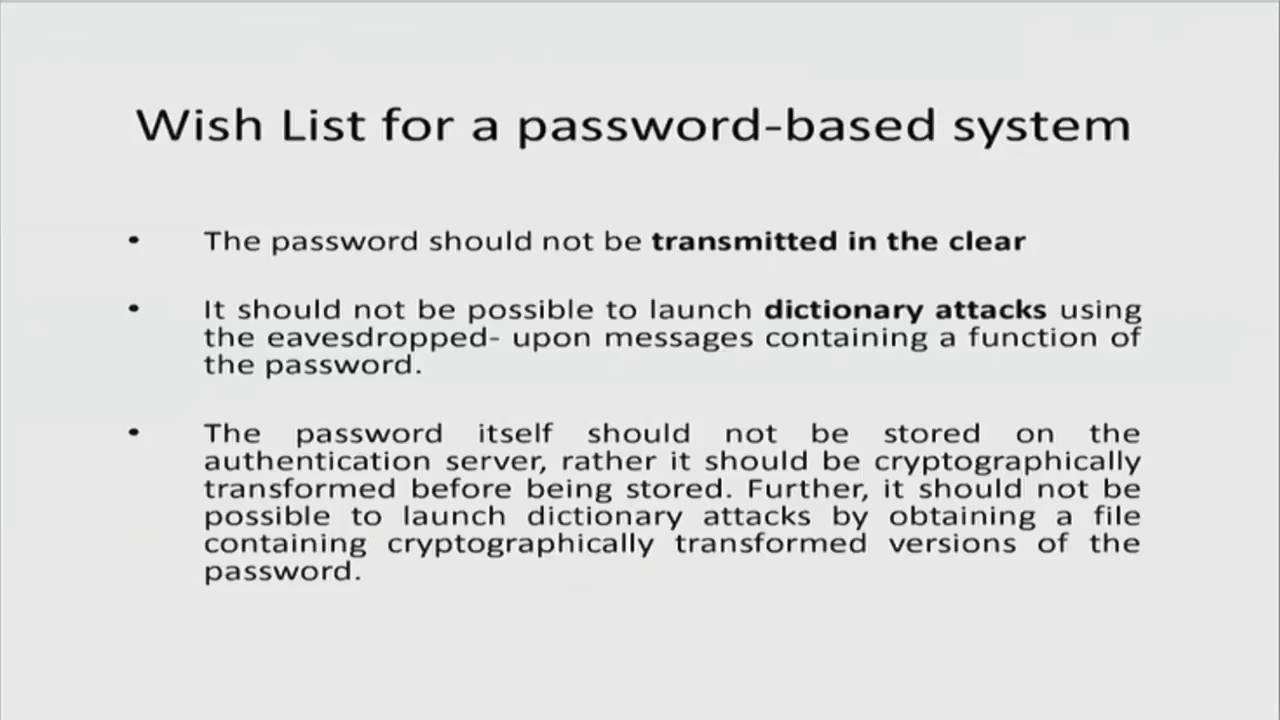 Wish List for a password-based system
• The password should not be transmitted in the clear
• It should not be possible to launch dictionary attacks using
the eavesdropped- upon messages containing a function of
the password.
• The password itself should not be stored on the
authentication server, rather it should be cryptographically
transformed before being stored. Further, it should not be
possible to launch dictionary attacks by obtaining a file
containing cryptographically transformed versions of the
password.